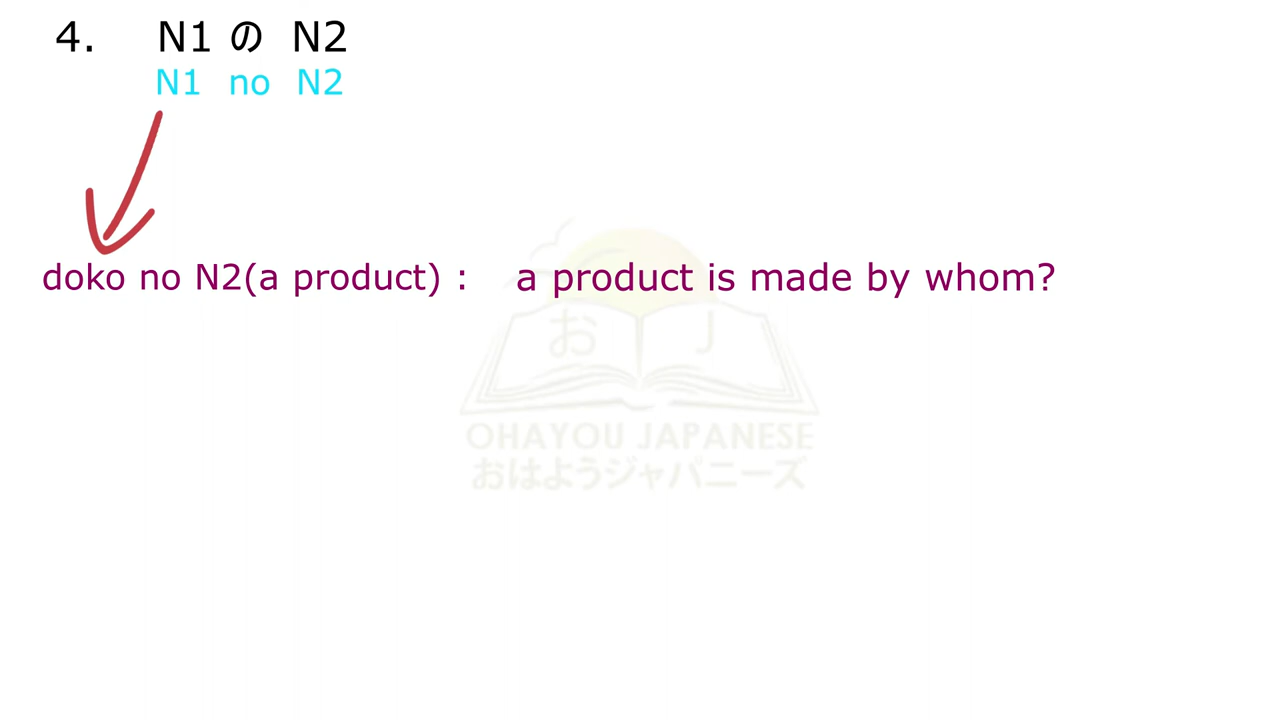 4. N1 の N2
N1 no N2
doko no N2(a product) : a product is made by whom?
お J
OHAYOU JAPANESE
おはようジャパニーズ